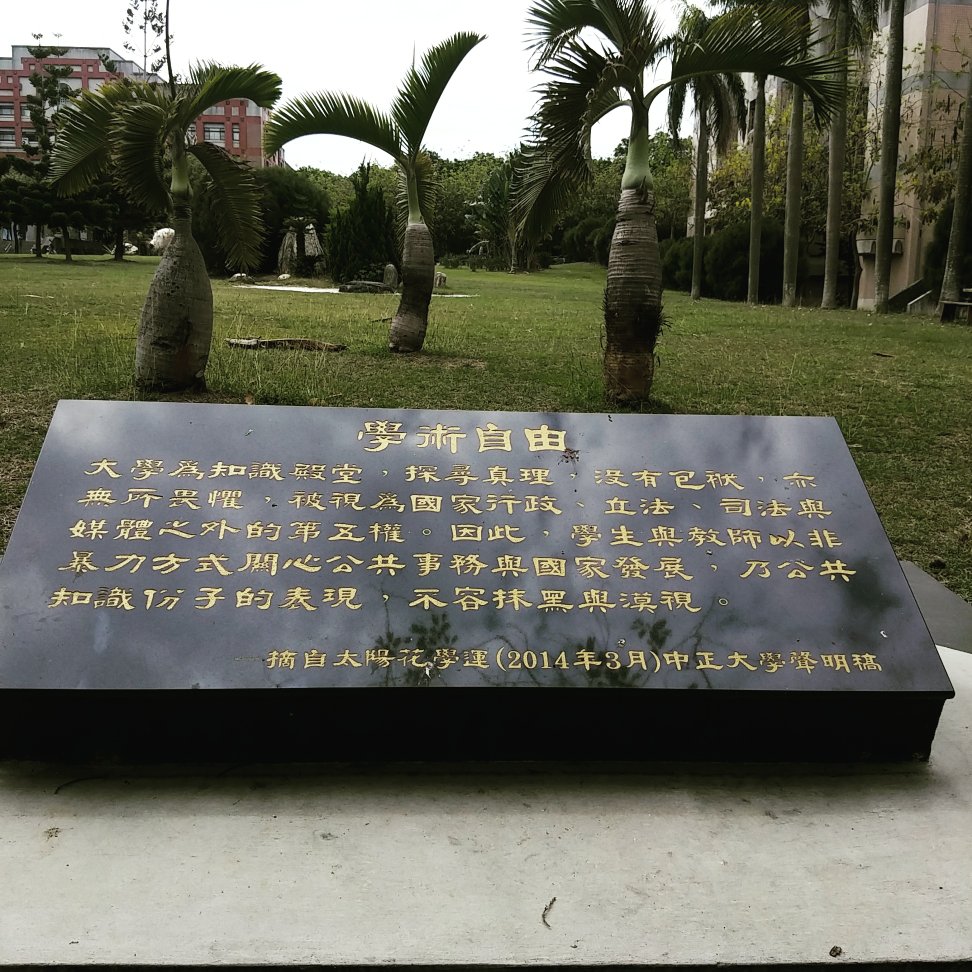 學術自由
大學為知識殿堂，探尋真理，沒有包袱，亦
無所畏懼，被視為國家行政、立法、司法與
媒體之外的第五權。因此，學生與教師以非
暴力方式關心公共事務與國家發展，乃公共
知識份子的表現，不容抹黑與漠視。
—摘自太陽花學運(2014年3月)中正大學聲明稿